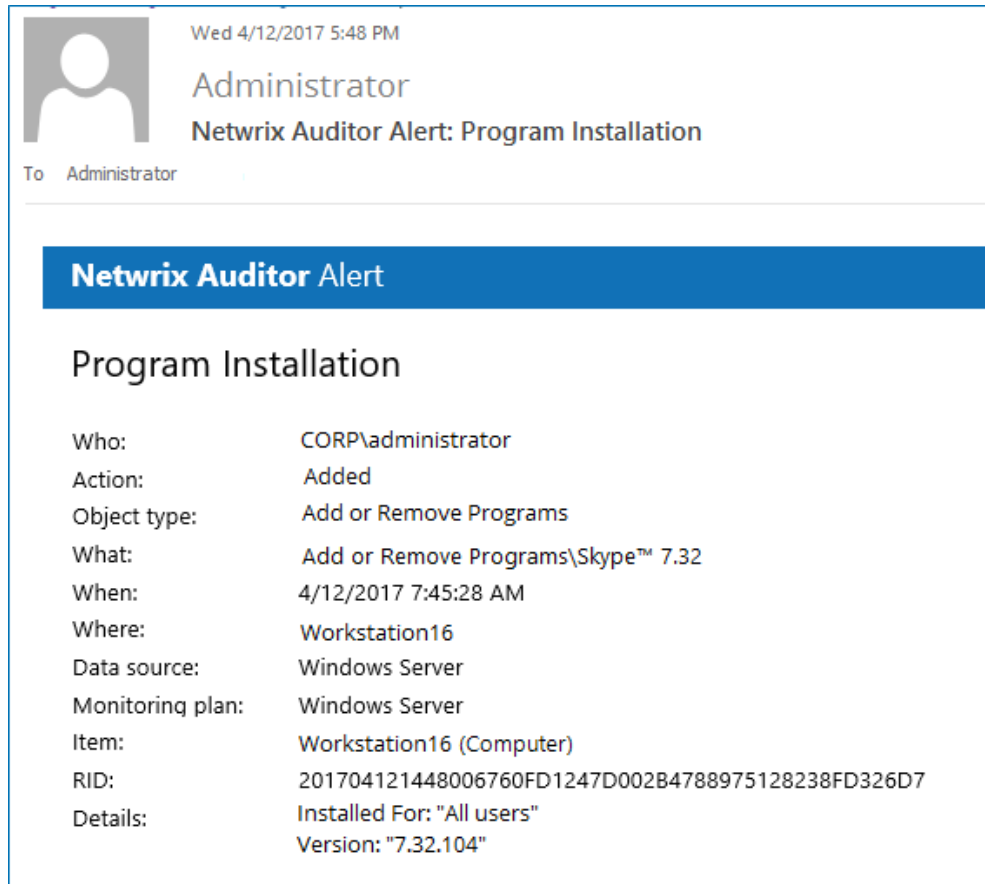 Wed 4/12/2017 5:48 PM
Administrator
Netwrix Auditor Alert: Program Installation
To Administrator
Netwrix Auditor Alert
Program Installation
Who: CORP\administrator
Action: Added
Object type: Add or Remove Programs
What: Add or Remove Programs\Skype™ 7.32
When: 4/12/2017 7:45:28 AM
Where: Workstation16
Data source: Windows Server
Monitoring plan: Windows Server
Item: Workstation16 (Computer)
RID: 201704121448006760FD1247D002B4788975128238FD326D7
Details: Installed For: "All users"
Version: "7.32.104"